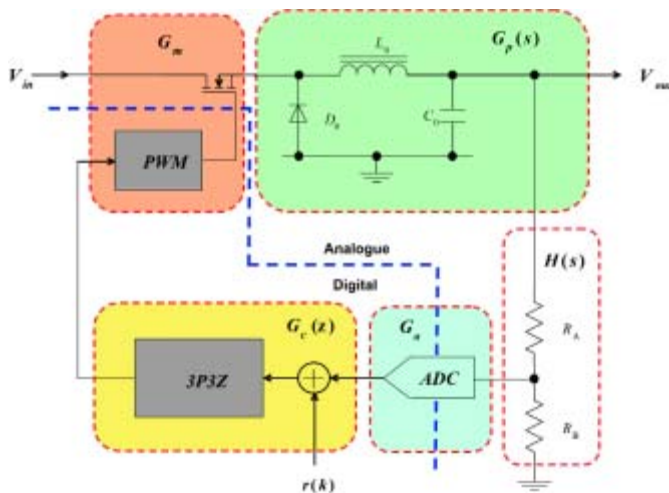 G_m
L_0
G_p(s)
V_in
V_out
D_0
C_0
PWM
Analogue
Digital
H(s)
G_c(z)
G_a
R_A
3P3Z
ADC
R_B
r(k)